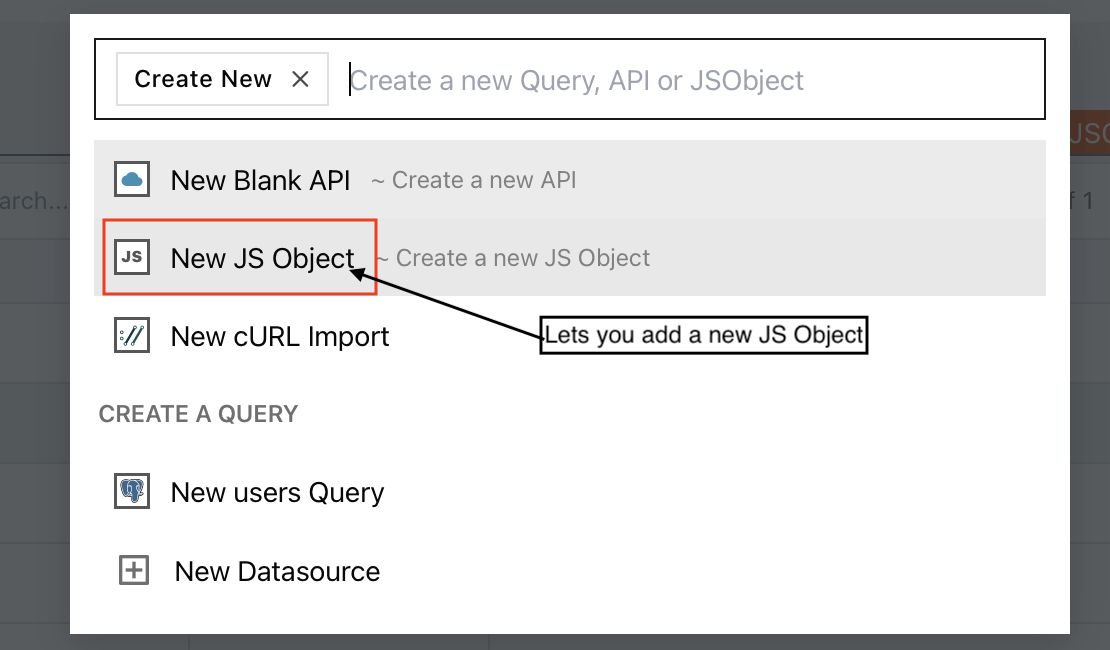 Create New
Create a new Query, API or JSObject
JSO
New Blank API ~ Create a new API
arch...
f 1
JS
New JS Object ~ Create a new JS Object
New cURL Import
Lets you add a new JS Object
CREATE A QUERY
New users Query
New Datasource